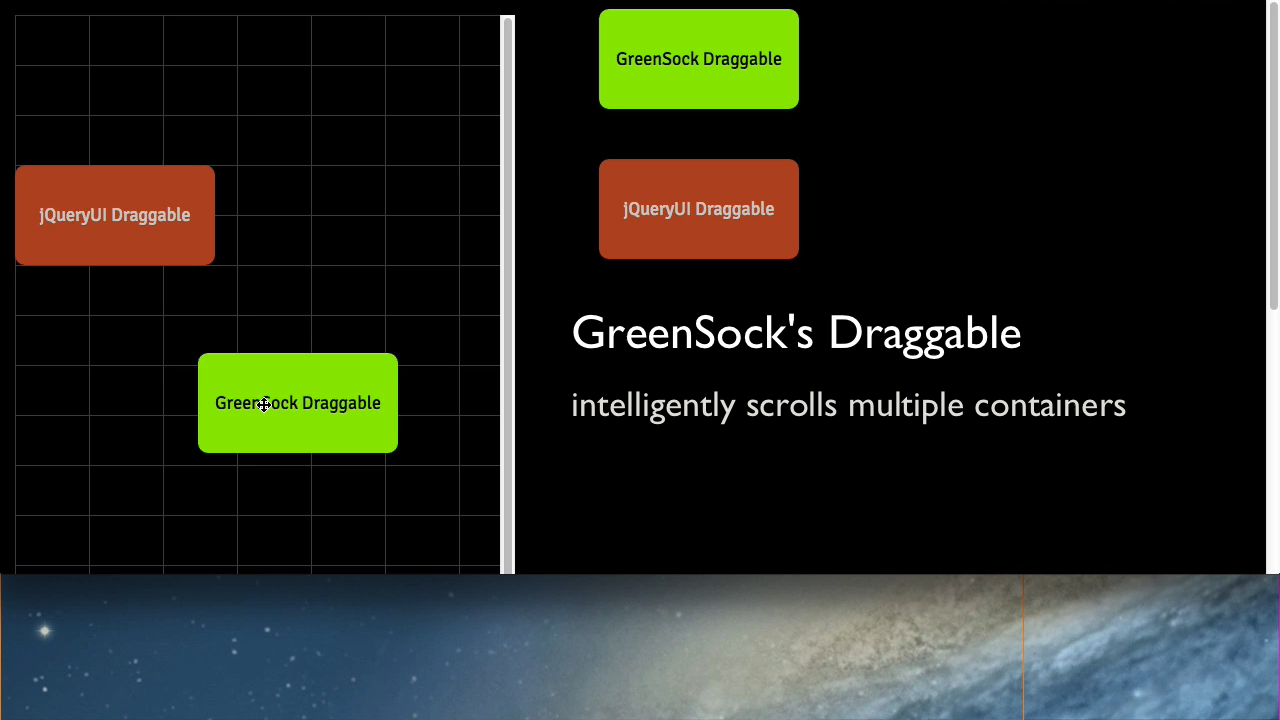 GreenSock Draggable
jQueryUI Draggable
jQueryUI Draggable
GreenSock's Draggable
GreenSock Draggable
intelligently scrolls multiple containers